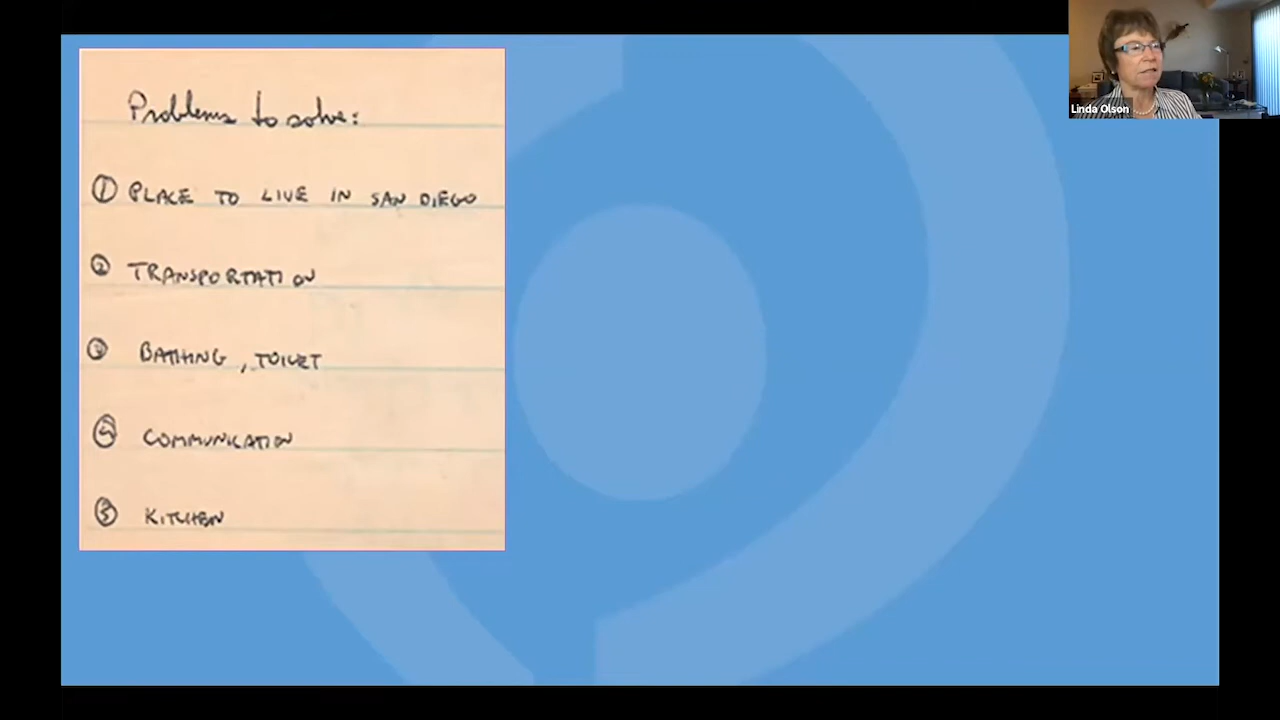 Problems to solve:
① PLACE TO LIVE IN SAN DIEGO
② TRANSPORTATION
③ BATHING, TOILET
④ COMMUNICATION
⑤ KITCHEN
Linda Olson